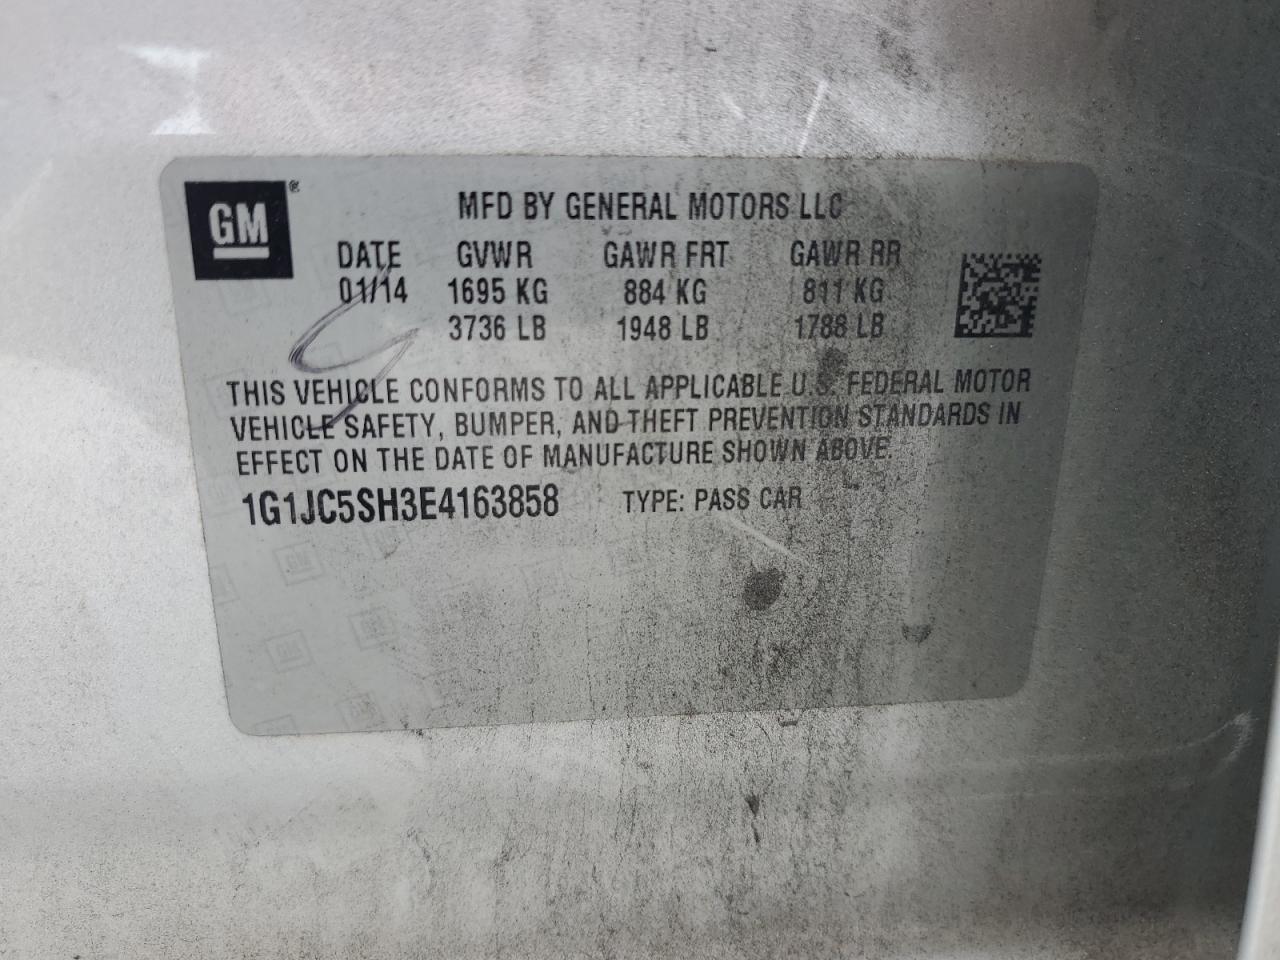 GM®
MFD BY GENERAL MOTORS LLC
DATE GVWR GAWR FRT GAWR RR
01/14 1695 KG 884 KG 811 KG
3736 LB 1948 LB 1788 LB
THIS VEHICLE CONFORMS TO ALL APPLICABLE U.S. FEDERAL MOTOR
VEHICLE SAFETY, BUMPER, AND THEFT PREVENTION STANDARDS IN
EFFECT ON THE DATE OF MANUFACTURE SHOWN ABOVE.
1G1JC5SH3E4163858 TYPE: PASS CAR